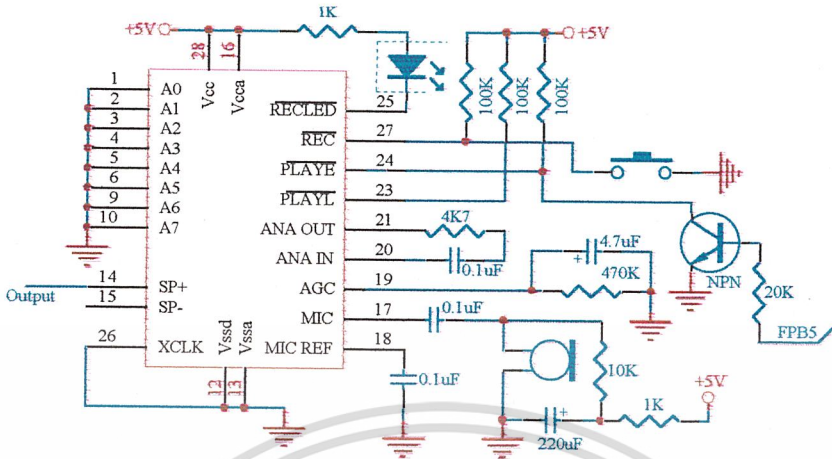 1K
+5V
+5V
28
16
Vcc
Vcca
100K
100K
100K
1
A0
2
A1
3
A2
4
A3
5
A4
6
A5
9
A6
10
A7
RECLED
25
REC
27
PLAYE
24
PLAYL
23
ANA OUT
21
4K7
ANA IN
20
0.1uF
4.7uF
+
AGC
19
470K
NPN
20K
FPB5
Output
14
SP+
15
SP-
MIC
17
0.1uF
26
XCLK
Vssd
Vssa
MIC REF
18
12
13
0.1uF
10K
+5V
1K
+
220uF